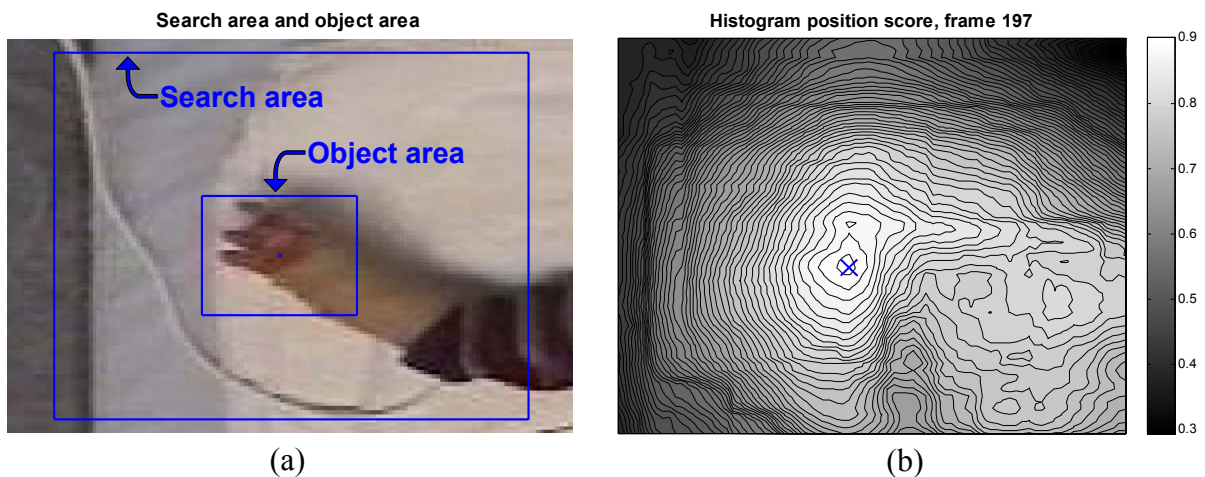 Search area and object area
Search area
Object area
(a)
Histogram position score, frame 197
0.9
0.8
0.7
0.6
0.5
0.4
0.3
(b)